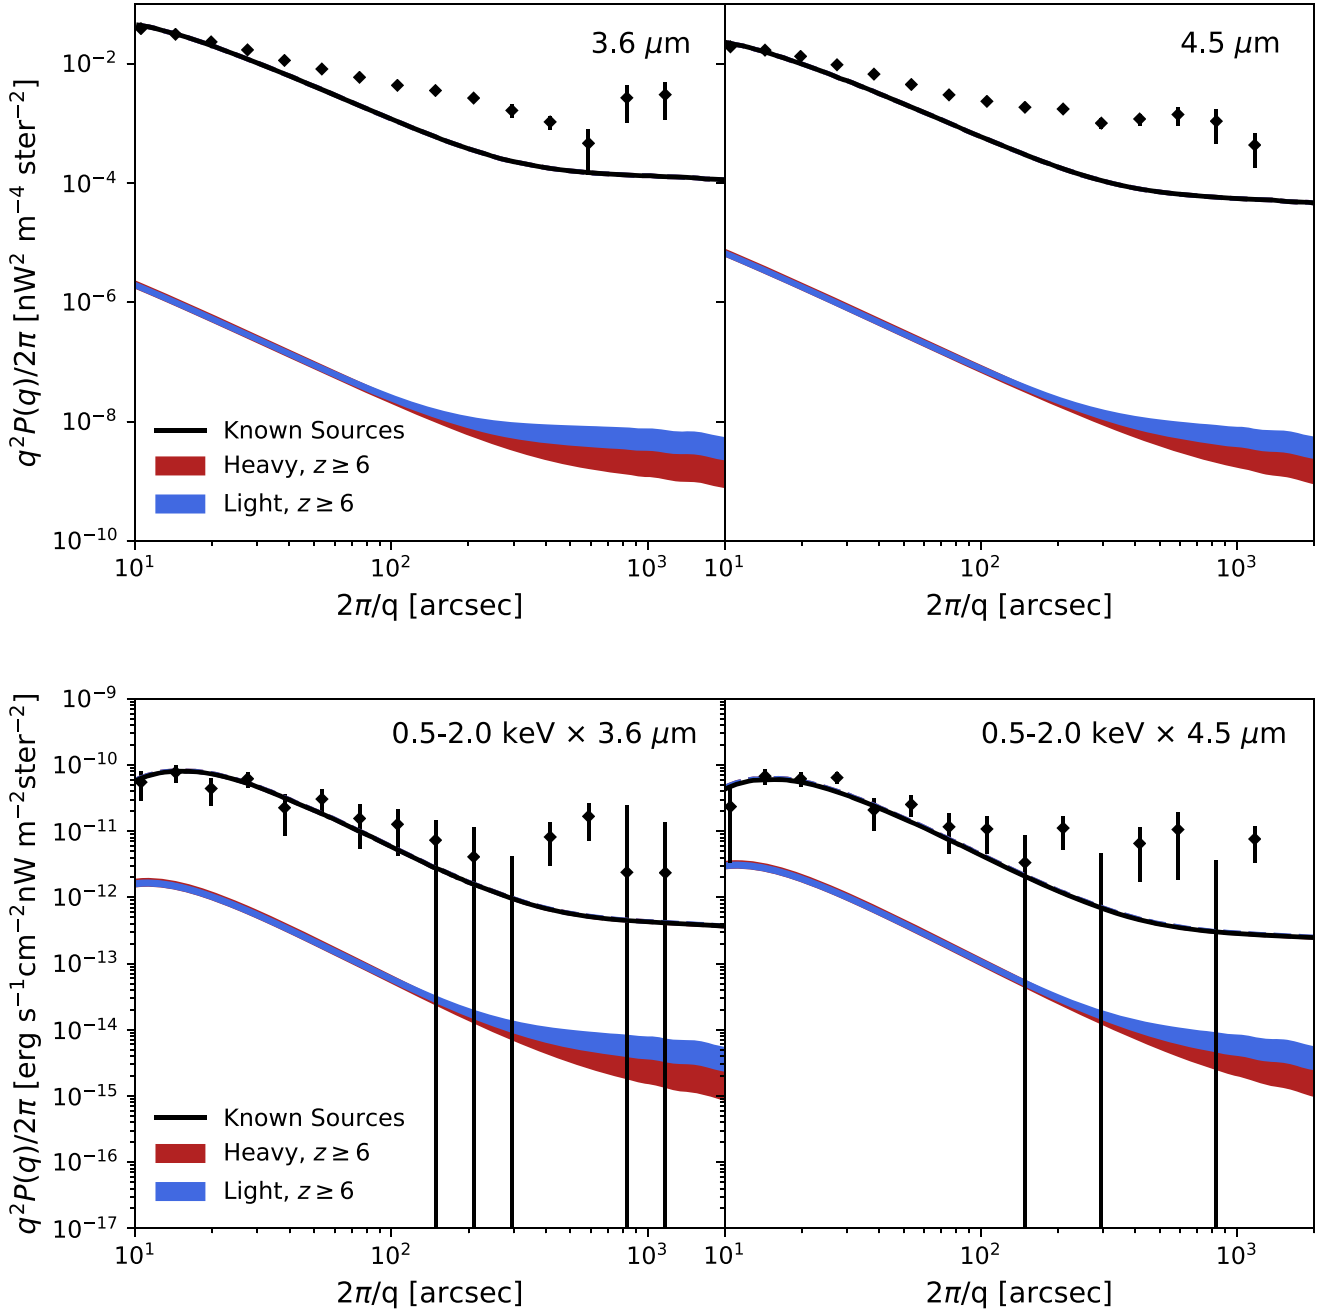 3.6 μm
4.5 μm
q²P(q)/2π [nW² m⁻⁴ ster⁻²]
10⁻²
10⁻⁴
10⁻⁶
10⁻⁸
10⁻¹⁰
Known Sources
Heavy, z ≥ 6
Light, z ≥ 6
10¹ 10² 10³ 10¹ 10² 10³
2π/q [arcsec] 2π/q [arcsec]
0.5-2.0 keV × 3.6 μm
0.5-2.0 keV × 4.5 μm
q²P(q)/2π [erg s⁻¹cm⁻²nW m⁻²ster⁻²]
10⁻⁹
10⁻¹⁰
10⁻¹¹
10⁻¹²
10⁻¹³
10⁻¹⁴
10⁻¹⁵
10⁻¹⁶
10⁻¹⁷
Known Sources
Heavy, z ≥ 6
Light, z ≥ 6
10¹ 10² 10³ 10¹ 10² 10³
2π/q [arcsec] 2π/q [arcsec]